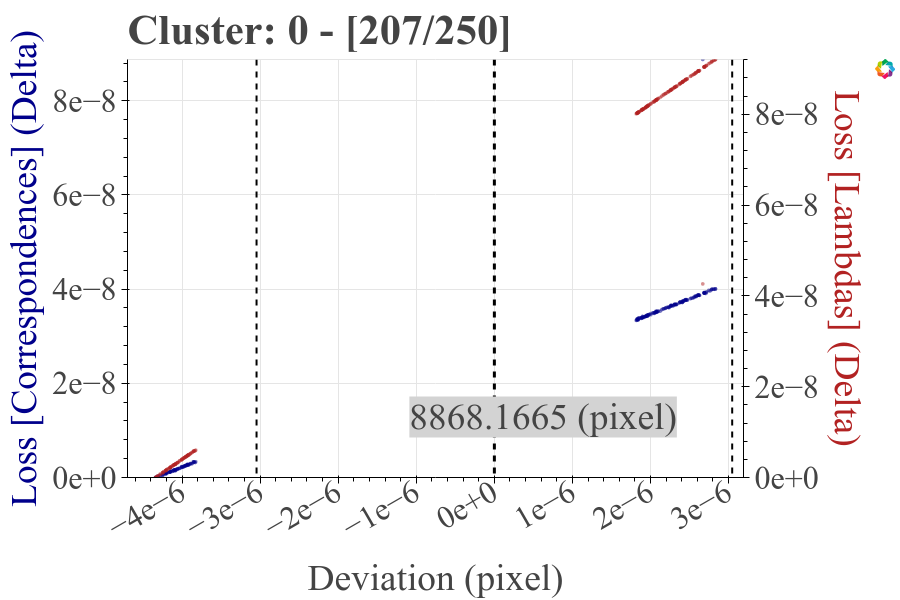 Cluster: 0 - [207/250]
Loss [Correspondences] (Delta)
8e−8
6e−8
4e−8
2e−8
0e+0
8e−8
6e−8
4e−8
2e−8
0e+0
Loss [Lambdas] (Delta)
8868.1665 (pixel)
−4e−6
−3e−6
−2e−6
−1e−6
0e+0
1e−6
2e−6
3e−6
Deviation (pixel)